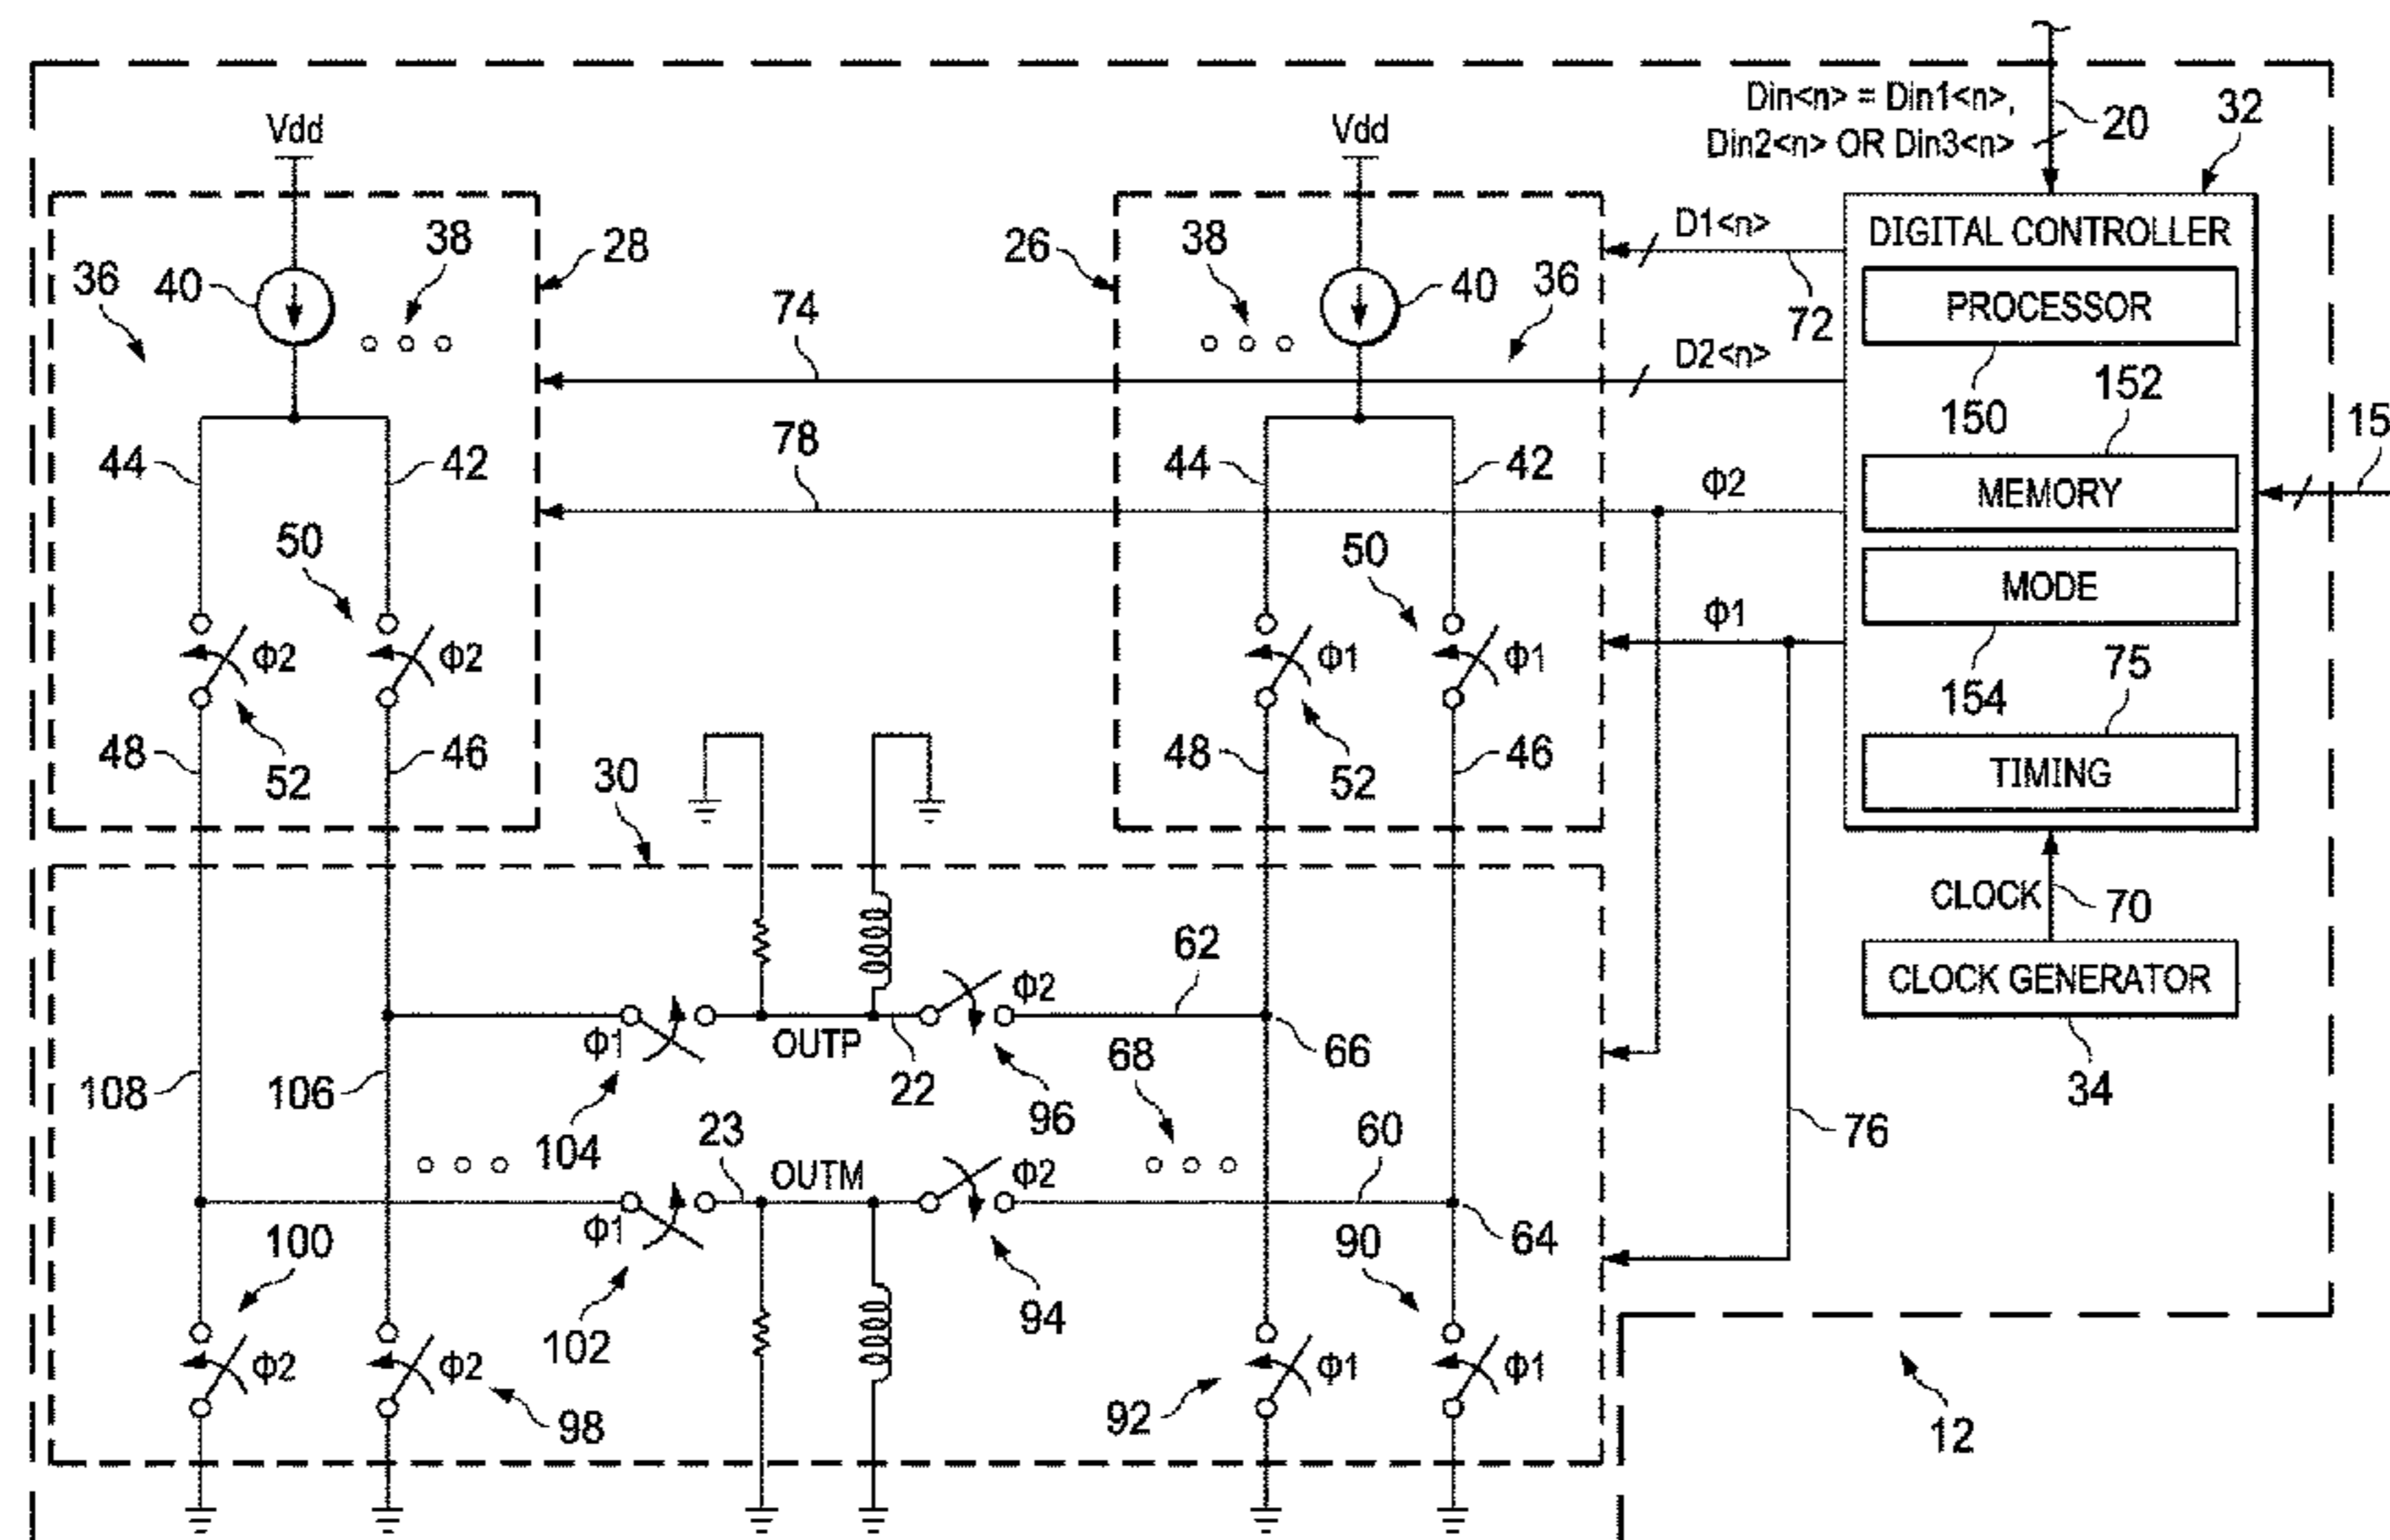 Din<n> = Din1<n>,
Din2<n> OR Din3<n>
20
32
Vdd
Vdd
38
28
26
38
D1<n>
DIGITAL CONTROLLER
36
40
40
36
74
72
PROCESSOR
D2<n>
150
152
15
44
42
78
44
42
Φ2
MEMORY
50
50
MODE
Φ1
Φ2
Φ2
Φ1
Φ1
154
75
48
46
52
30
48
46
52
TIMING
CLOCK
70
62
Φ2
CLOCK GENERATOR
Φ1
OUTP
66
108
106
22
68
34
104
23
96
60
76
OUTM
Φ2
Φ1
100
90
64
102
94
Φ2
Φ2
Φ1
Φ1
98
92
12